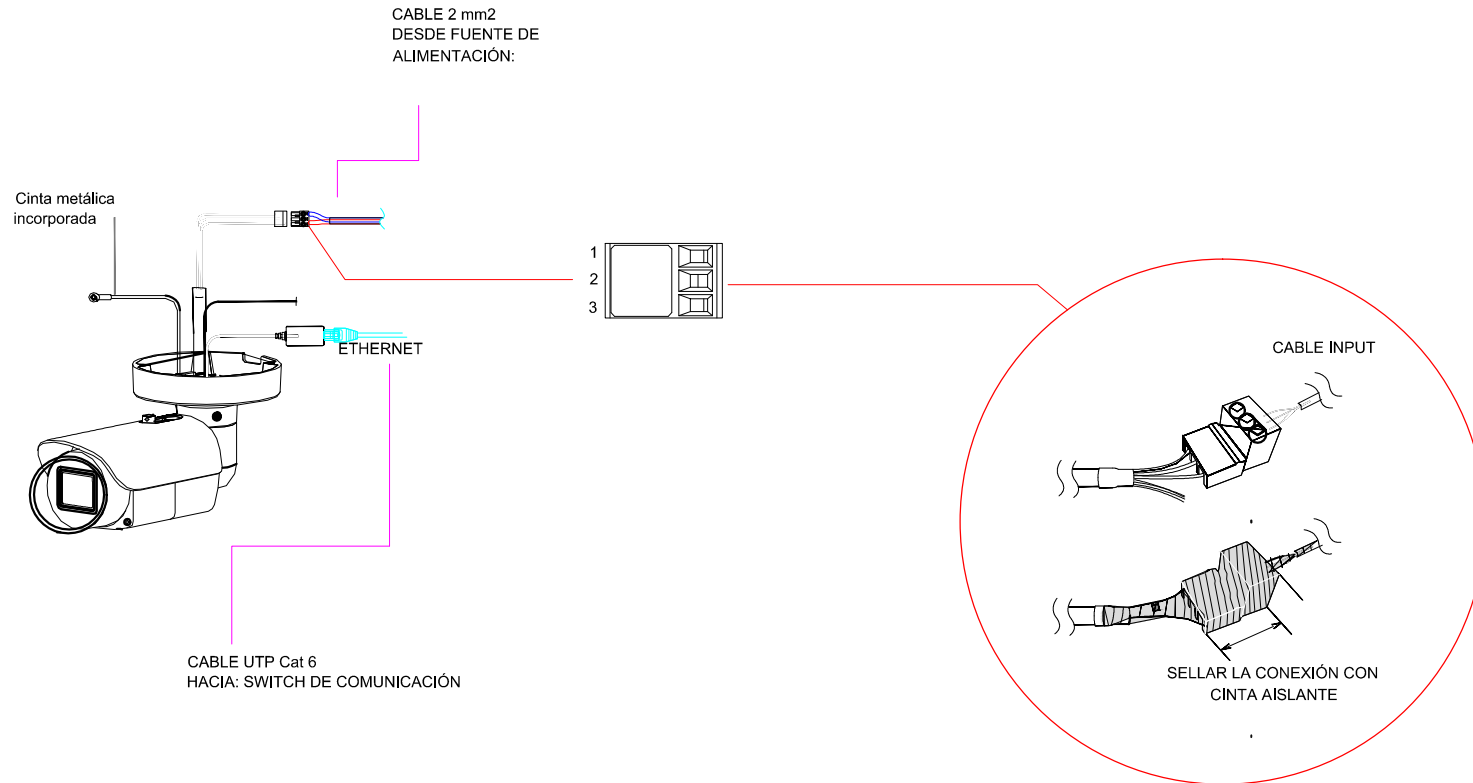 CABLE 2 mm2
DESDE FUENTE DE
ALIMENTACIÓN:
Cinta metálica
incorporada
1
2
3
ETHERNET
CABLE INPUT
CABLE UTP Cat 6
HACIA: SWITCH DE COMUNICACIÓN
SELLAR LA CONEXIÓN CON
CINTA AISLANTE